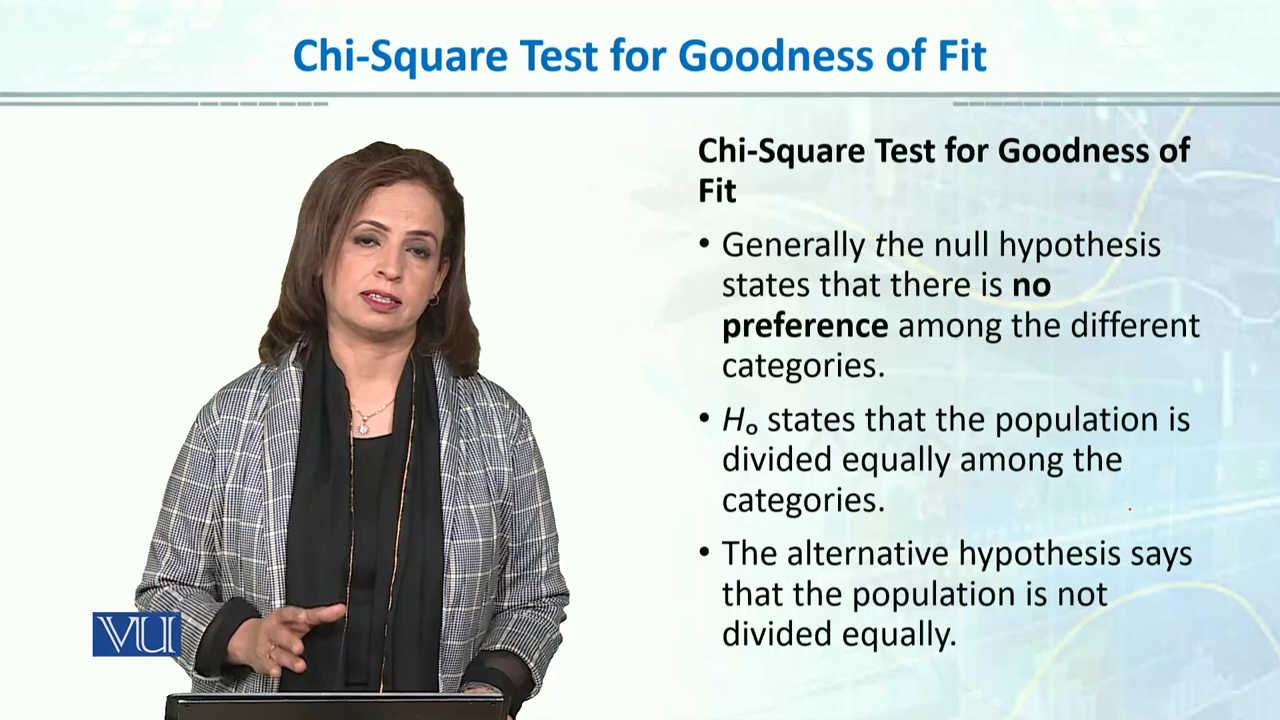 Chi-Square Test for Goodness of Fit
Chi-Square Test for Goodness of
Fit
• Generally the null hypothesis
states that there is no
preference among the different
categories.
• H₀ states that the population is
divided equally among the
categories.
• The alternative hypothesis says
that the population is not
divided equally.
VU